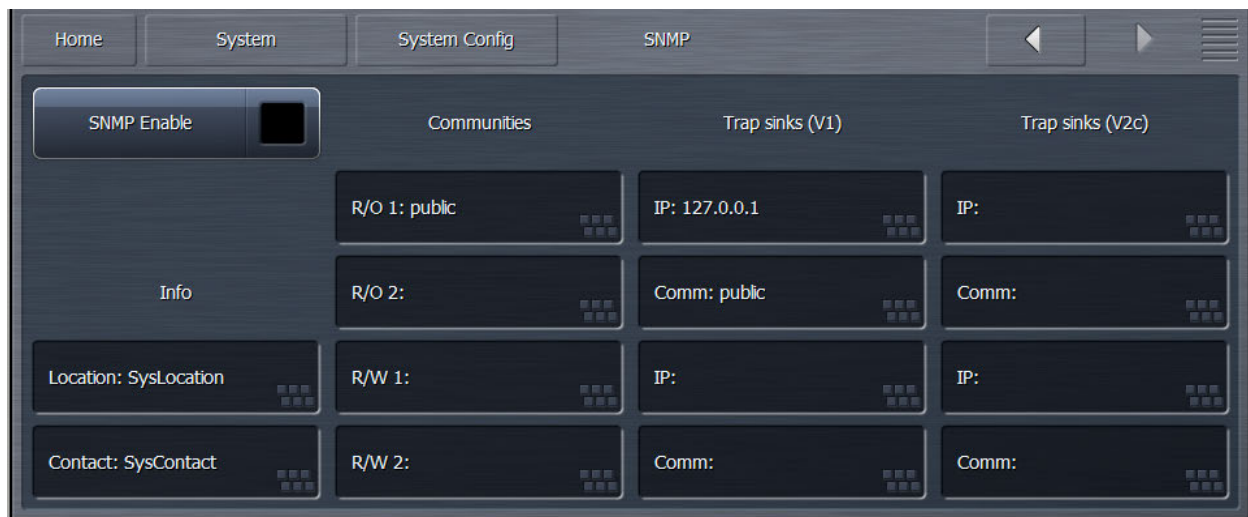 Home System System Config SNMP
SNMP Enable Communities Trap sinks (V1) Trap sinks (V2c)
R/O 1: public IP: 127.0.0.1 IP:
Info R/O 2: Comm: public Comm:
Location: SysLocation R/W 1: IP: IP:
Contact: SysContact R/W 2: Comm: Comm: